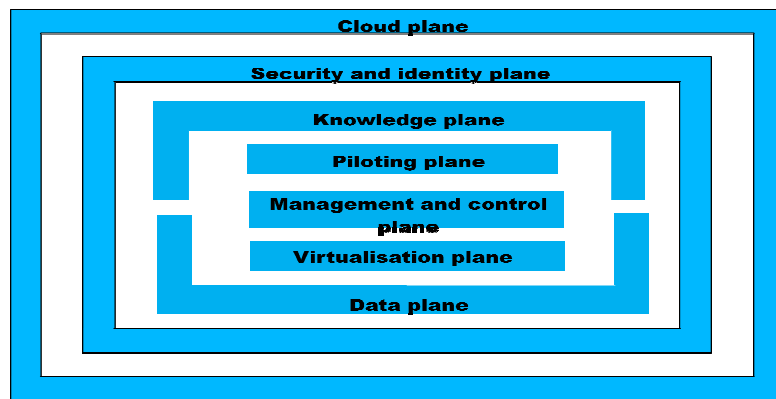 Cloud plane
Security and identity plane
Knowledge plane
Piloting plane
Management and control
plane
Virtualisation plane
Data plane